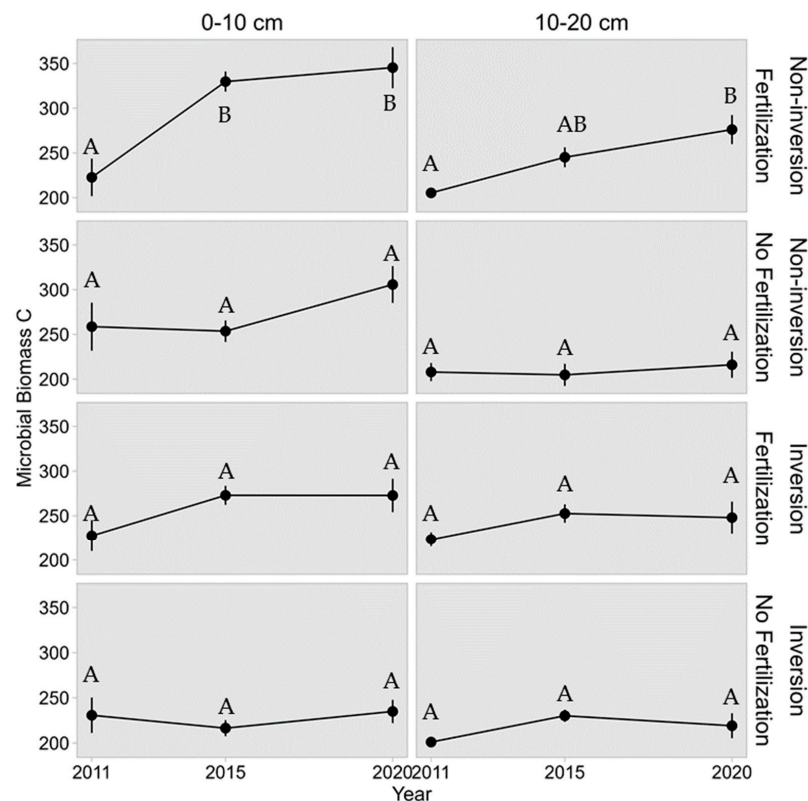 0-10 cm
10-20 cm
350
300
250
200
A
B
B
A
AB
B
Non-inversion
Fertilization
350
300
250
200
A
A
A
A
A
A
Non-inversion
No Fertilization
Microbial Biomass C
350
300
250
200
A
A
A
A
A
A
Inversion
Fertilization
350
300
250
200
A
A
A
A
A
A
Inversion
No Fertilization
2011
2015
2020
2011
2015
2020
Year